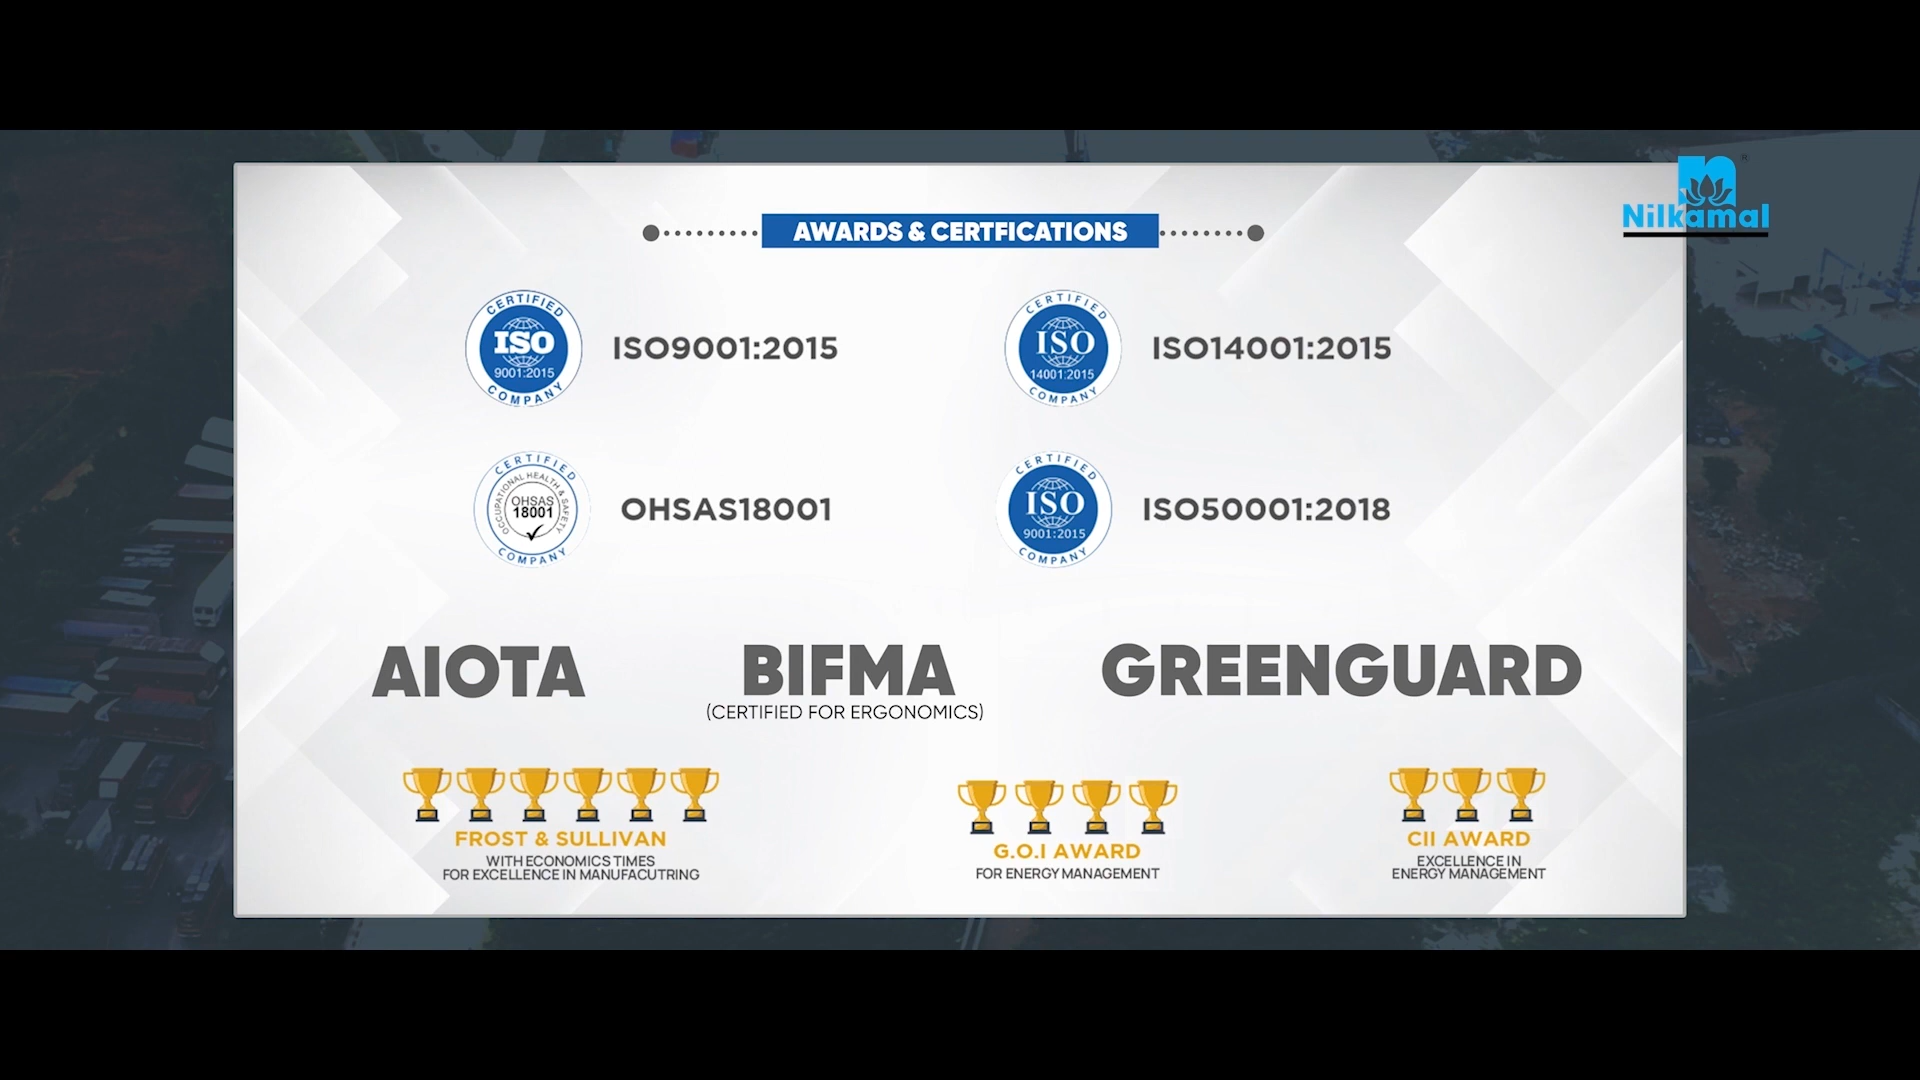 Nilkamal
AWARDS & CERTFICATIONS
CERTIFIED
ISO
9001:2015
COMPANY
ISO9001:2015
CERTIFIED
ISO
14001:2015
COMPANY
ISO14001:2015
CERTIFIED
OCCUPATIONAL HEALTH & SAFETY
OHSAS
18001
COMPANY
OHSAS18001
CERTIFIED
ISO
9001:2015
COMPANY
ISO50001:2018
AIOTA
BIFMA
(CERTIFIED FOR ERGONOMICS)
GREENGUARD
FROST & SULLIVAN
WITH ECONOMICS TIMES
FOR EXCELLENCE IN MANUFACUTRING
G.O.I AWARD
FOR ENERGY MANAGEMENT
CII AWARD
EXCELLENCE IN
ENERGY MANAGEMENT